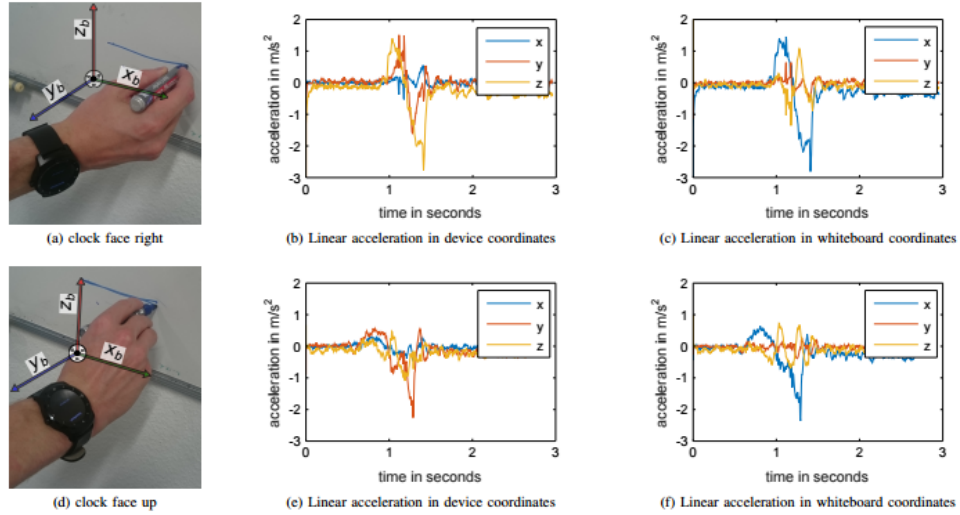 z_b
y_b
x_b
(a) clock face right
2
1
0
-1
-2
-3
acceleration in m/s²
x
y
z
0
1
2
3
time in seconds
(b) Linear acceleration in device coordinates
2
1
0
-1
-2
-3
acceleration in m/s²
x
y
z
0
1
2
3
time in seconds
(c) Linear acceleration in whiteboard coordinates
z_b
y_b
x_b
(d) clock face up
2
1
0
-1
-2
-3
acceleration in m/s²
x
y
z
0
1
2
3
time in seconds
(e) Linear acceleration in device coordinates
2
1
0
-1
-2
-3
acceleration in m/s²
x
y
z
0
1
2
3
time in seconds
(f) Linear acceleration in whiteboard coordinates